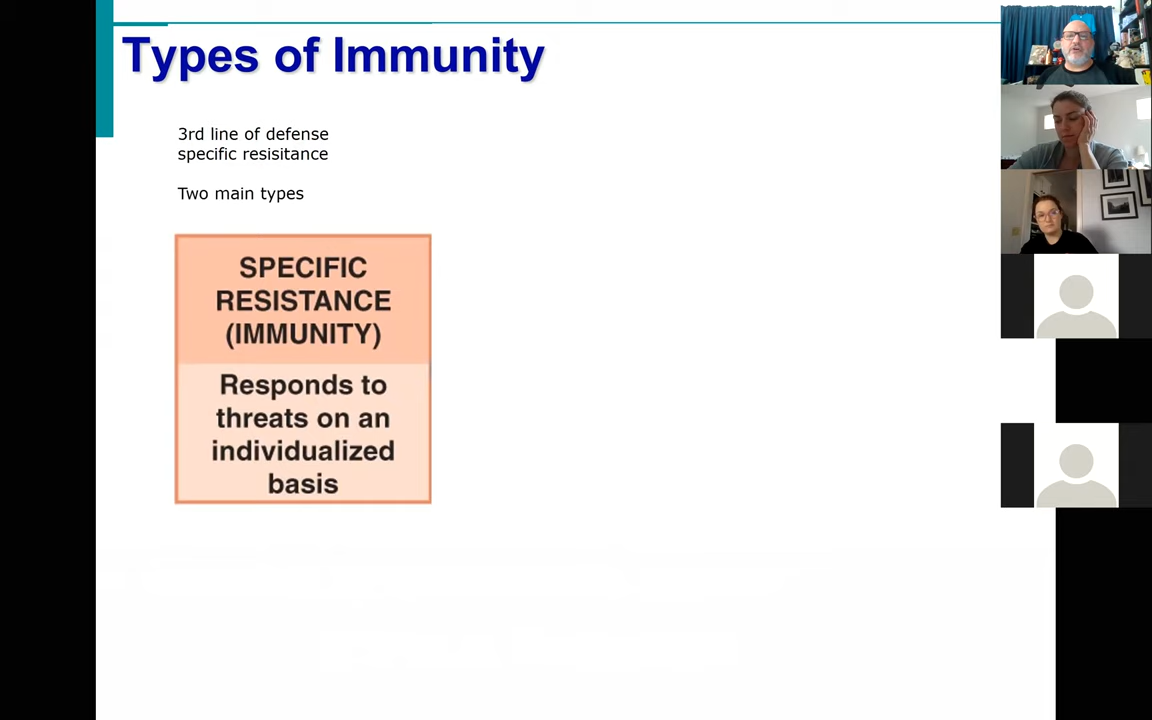 Types of Immunity
3rd line of defense
specific resisitance
Two main types
SPECIFIC
RESISTANCE
(IMMUNITY)
Responds to
threats on an
individualized
basis